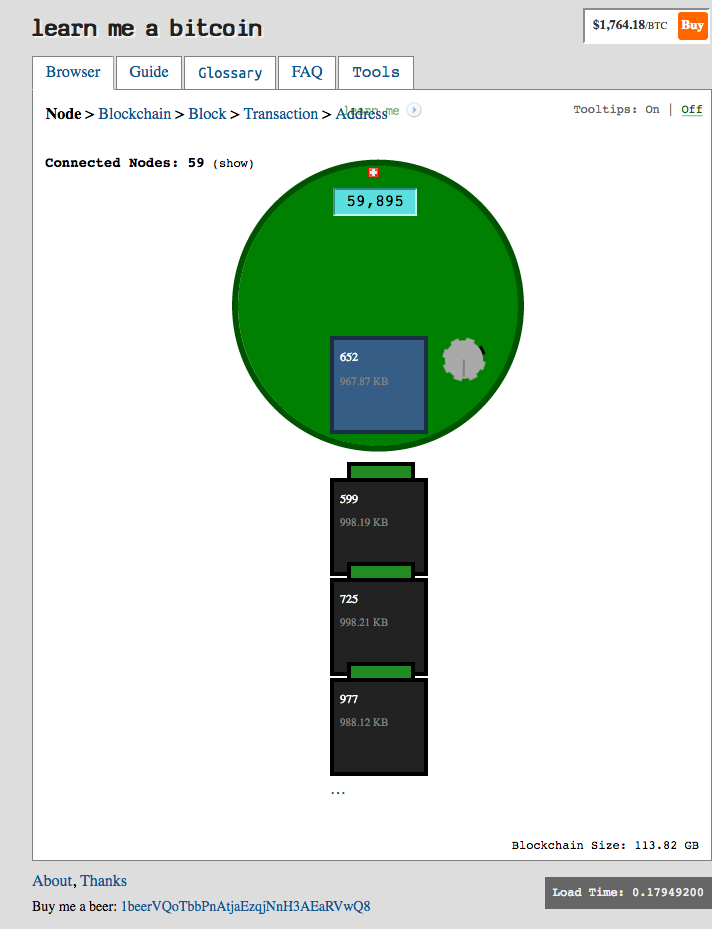 learn me a bitcoin
$1,764.18/BTC Buy
Browser Guide Glossary FAQ Tools
Node > Blockchain > Block > Transaction > Address
learn me
Tooltips: On | Off
Connected Nodes: 59 (show)
59,895
652
967.87 KB
599
998.19 KB
725
998.21 KB
977
988.12 KB
...
Blockchain Size: 113.82 GB
About, Thanks
Load Time: 0.17949200
Buy me a beer: 1beerVQoTbbPnAtjaEzqjNnH3AEaRVwQ8